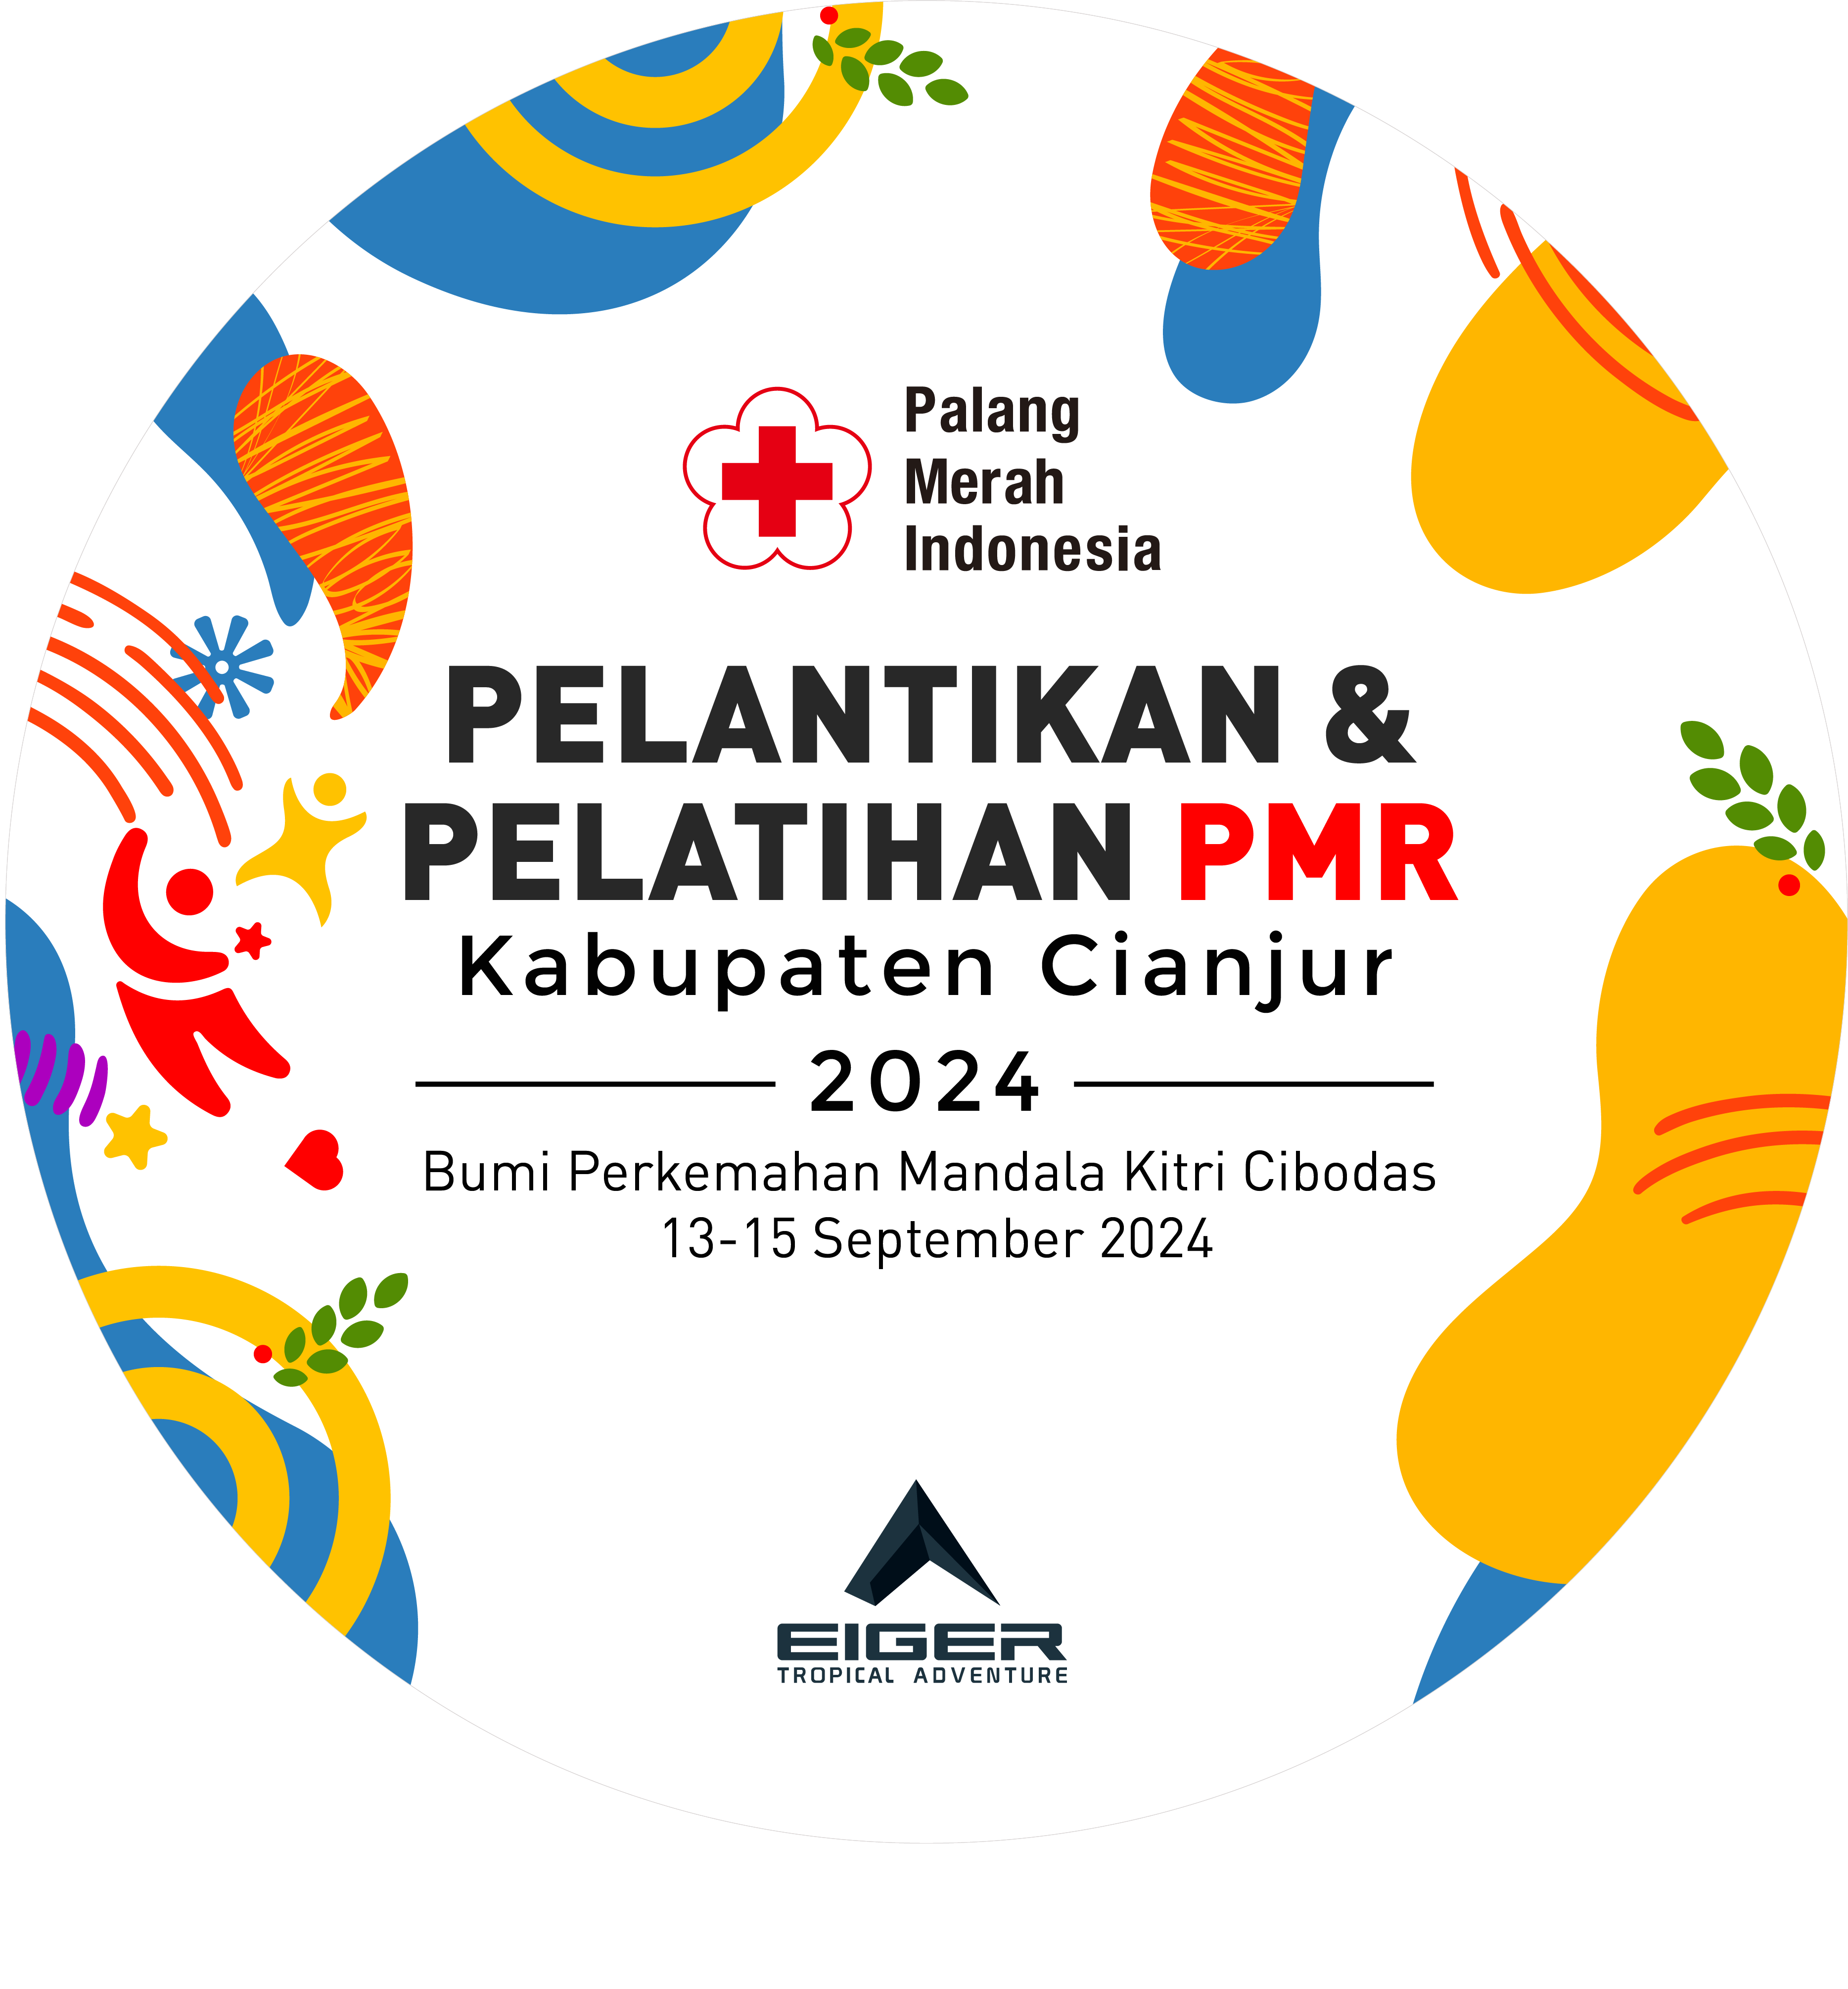 Palang
Merah
Indonesia
PELANTIKAN &
PELATIHAN PMR
Kabupaten Cianjur
2024
Bumi Perkemahan Mandala Kitri Cibodas
13-15 September 2024
EIGER
TROPICAL ADVENTURE